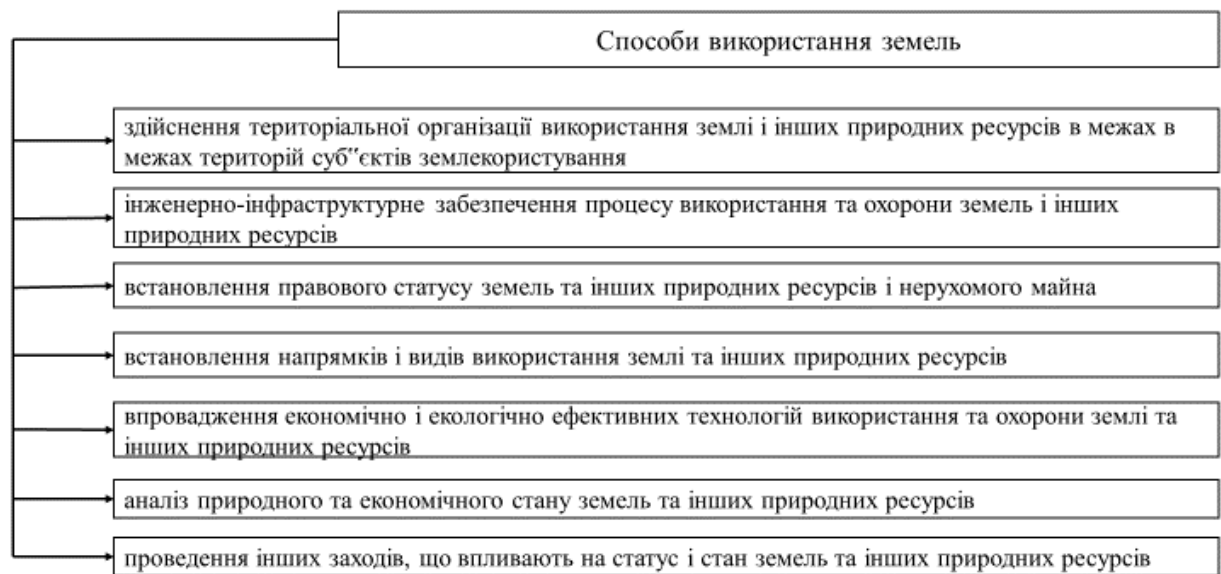 Способи використання земель
здійснення територіальної організації використання землі і інших природних ресурсів в межах в
межах територій суб‟єктів землекористування
інженерно-інфраструктурне забезпечення процесу використання та охорони земель і інших
природних ресурсів
встановлення правового статусу земель та інших природних ресурсів і нерухомого майна
встановлення напрямків і видів використання землі та інших природних ресурсів
впровадження економічно і екологічно ефективних технологій використання та охорони землі та
інших природних ресурсів
аналіз природного та економічного стану земель та інших природних ресурсів
проведення інших заходів, що впливають на статус і стан земель та інших природних ресурсів